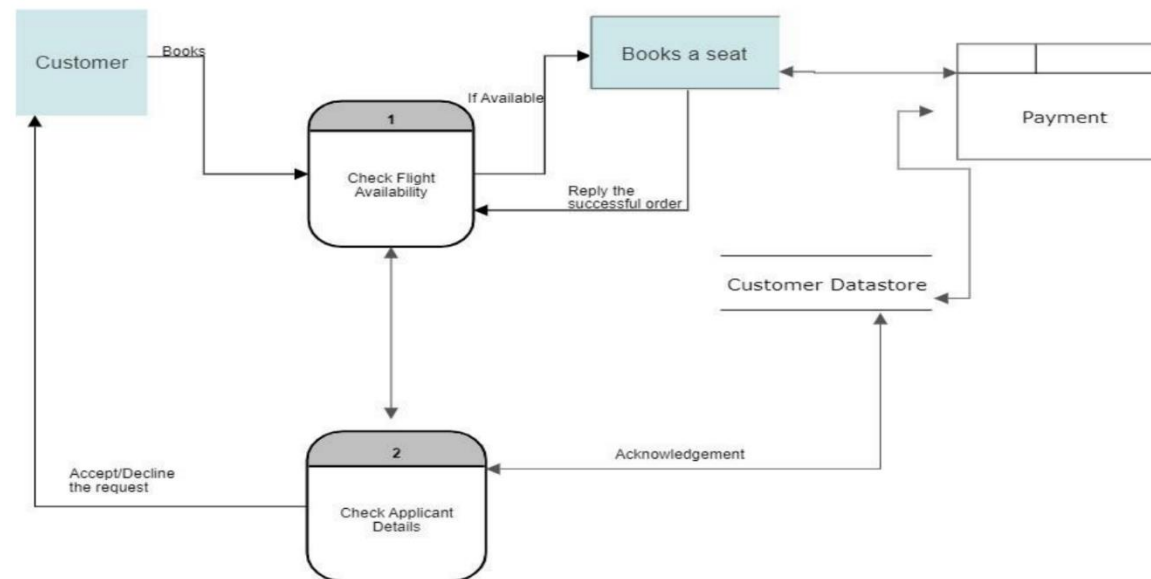 Customer
Books
Books a seat
If Available
1
Check Flight
Availability
Payment
Reply the
successful order
Customer Datastore
2
Check Applicant
Details
Acknowledgement
Accept/Decline
the request